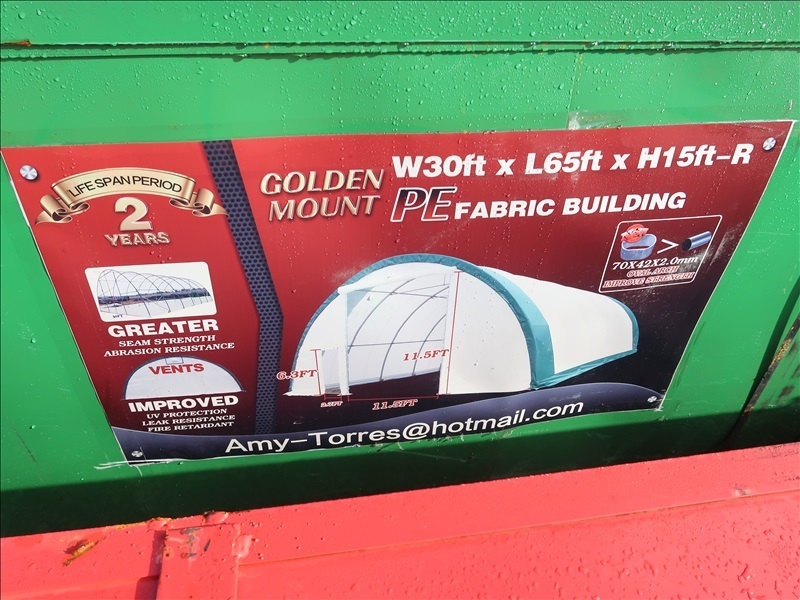 LIFE SPAN PERIOD
2
YEARS
GREATER
SEAM STRENGTH
ABRASION RESISTANCE
VENTS
IMPROVED
UV PROTECTION
LEAK RESISTANCE
FIRE RETARDANT
GOLDEN
MOUNT
W30ft x L65ft x H15ft-R
PE FABRIC BUILDING
>
70X42X2.0mm
OVAL ARCH
IMPROVE STRENGTH
6.3FT
11.5FT
11.5FT
Amy-Torres@hotmail.com